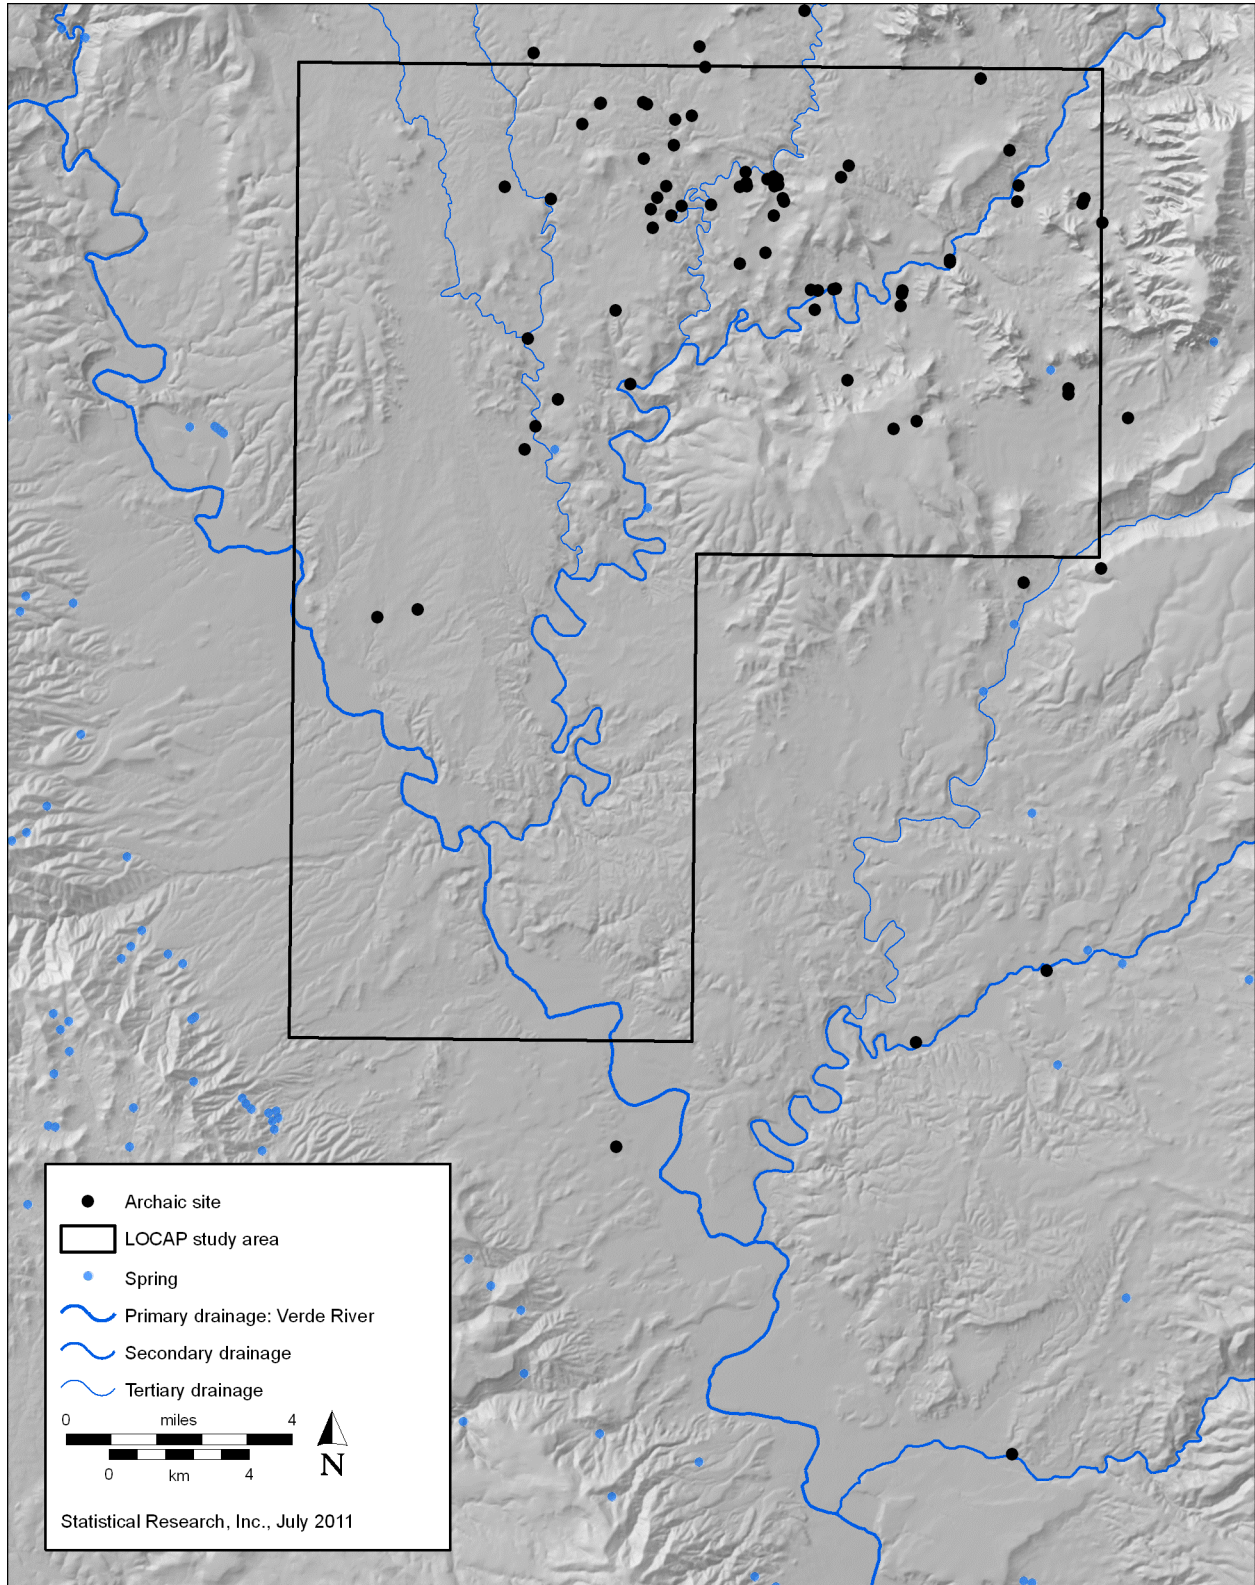 Archaic site
LOCAP study area
Spring
Primary drainage: Verde River
Secondary drainage
Tertiary drainage
0 miles 4
0 km 4
N
Statistical Research, Inc., July 2011